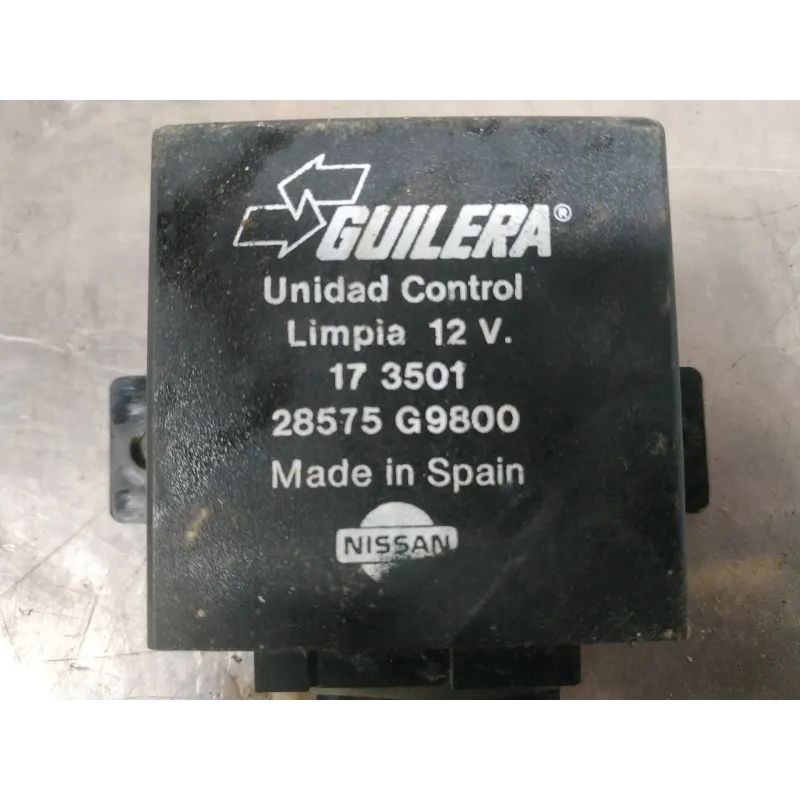 GUILERA®
Unidad Control
Limpia 12 V.
17 3501
28575 G9800
Made in Spain
NISSAN